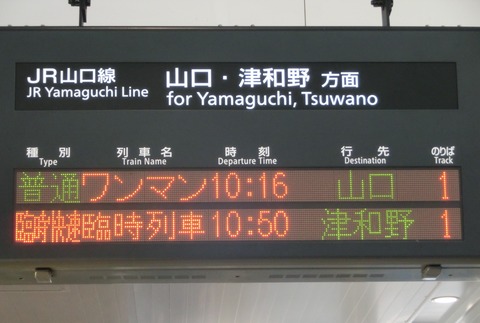 JR山口線 山口・津和野 方面
JR Yamaguchi Line for Yamaguchi, Tsuwano
種別 列車名 時刻 行先 のりば
Type Train Name Departure Time Destination Track
普通 ワンマン 10:16 山口 1
臨時快速 臨時列車 10:50 津和野 1